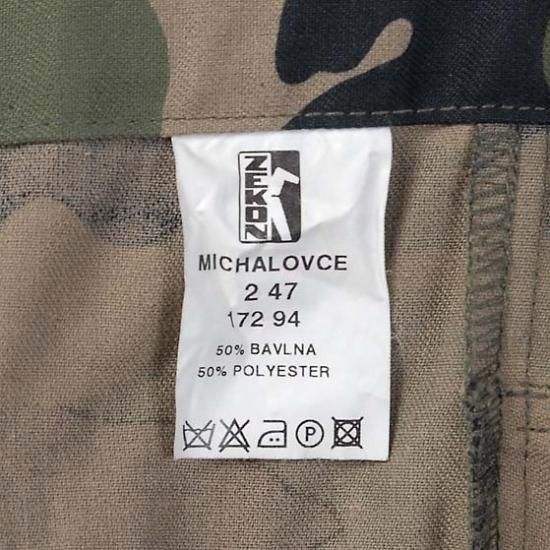 ZEKON
MICHALOVCE
2 47
172 94
50% BAVLNA
50% POLYESTER
P